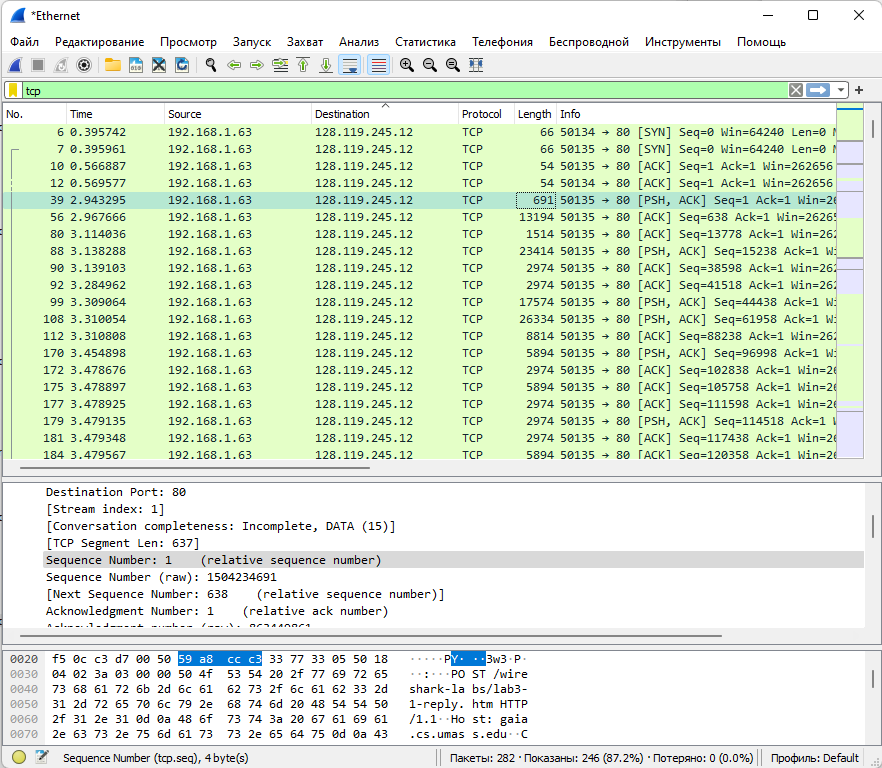 *Ethernet
Файл Редактирование Просмотр Запуск Захват Анализ Статистика Телефония Беспроводной Инструменты Помощь
tcp
No. Time Source Destination Protocol Length Info
6 0.395742 192.168.1.63 128.119.245.12 TCP 66 50134 → 80 [SYN] Seq=0 Win=64240 Len=0
7 0.395961 192.168.1.63 128.119.245.12 TCP 66 50135 → 80 [SYN] Seq=0 Win=64240 Len=0
10 0.566887 192.168.1.63 128.119.245.12 TCP 54 50135 → 80 [ACK] Seq=1 Ack=1 Win=262656
12 0.569577 192.168.1.63 128.119.245.12 TCP 54 50134 → 80 [ACK] Seq=1 Ack=1 Win=262656
39 2.943295 192.168.1.63 128.119.245.12 TCP 691 50135 → 80 [PSH, ACK] Seq=1 Ack=1 Win=26
56 2.967666 192.168.1.63 128.119.245.12 TCP 13194 50135 → 80 [ACK] Seq=638 Ack=1 Win=26265
80 3.114036 192.168.1.63 128.119.245.12 TCP 1514 50135 → 80 [ACK] Seq=13778 Ack=1 Win=262
88 3.138288 192.168.1.63 128.119.245.12 TCP 23414 50135 → 80 [PSH, ACK] Seq=15238 Ack=1 Wi
90 3.139103 192.168.1.63 128.119.245.12 TCP 2974 50135 → 80 [ACK] Seq=38598 Ack=1 Win=262
92 3.284962 192.168.1.63 128.119.245.12 TCP 2974 50135 → 80 [ACK] Seq=41518 Ack=1 Win=262
99 3.309064 192.168.1.63 128.119.245.12 TCP 17574 50135 → 80 [PSH, ACK] Seq=44438 Ack=1 Wi
108 3.310054 192.168.1.63 128.119.245.12 TCP 26334 50135 → 80 [PSH, ACK] Seq=61958 Ack=1 Wi
112 3.310808 192.168.1.63 128.119.245.12 TCP 8814 50135 → 80 [ACK] Seq=88238 Ack=1 Win=262
170 3.454898 192.168.1.63 128.119.245.12 TCP 5894 50135 → 80 [PSH, ACK] Seq=96998 Ack=1 Wi
172 3.478676 192.168.1.63 128.119.245.12 TCP 2974 50135 → 80 [ACK] Seq=102838 Ack=1 Win=26
175 3.478897 192.168.1.63 128.119.245.12 TCP 5894 50135 → 80 [ACK] Seq=105758 Ack=1 Win=26
177 3.478925 192.168.1.63 128.119.245.12 TCP 2974 50135 → 80 [ACK] Seq=111598 Ack=1 Win=26
179 3.479135 192.168.1.63 128.119.245.12 TCP 2974 50135 → 80 [PSH, ACK] Seq=114518 Ack=1 W
181 3.479348 192.168.1.63 128.119.245.12 TCP 2974 50135 → 80 [ACK] Seq=117438 Ack=1 Win=26
184 3.479567 192.168.1.63 128.119.245.12 TCP 5894 50135 → 80 [ACK] Seq=120358 Ack=1 Win=26
Destination Port: 80
[Stream index: 1]
[Conversation completeness: Incomplete, DATA (15)]
[TCP Segment Len: 637]
Sequence Number: 1 (relative sequence number)
Sequence Number (raw): 1504234691
[Next Sequence Number: 638 (relative sequence number)]
Acknowledgment Number: 1 (relative ack number)
Acknowledgment number (raw): 863449861
0020 f5 0c c3 d7 00 50 59 a8 cc c3 33 77 33 05 50 18 ·····PY· ··3w3·P·
0030 04 02 3a 03 00 00 50 4f 53 54 20 2f 77 69 72 65 ··:···PO ST /wire
0040 73 68 61 72 6b 2d 6c 61 62 73 2f 6c 61 62 33 2d shark-la bs/lab3-
0050 31 2d 72 65 70 6c 79 2e 68 74 6d 20 48 54 54 50 1-reply. htm HTTP
0060 2f 31 2e 31 0d 0a 48 6f 73 74 3a 20 67 61 69 61 /1.1··Ho st: gaia
0070 2e 63 73 2e 75 6d 61 73 73 2e 65 64 75 0d 0a 43 .cs.umas s.edu··C
Sequence Number (tcp.seq), 4 byte(s) Пакеты: 282 · Показаны: 246 (87.2%) · Потеряно: 0 (0.0%) Профиль: Default